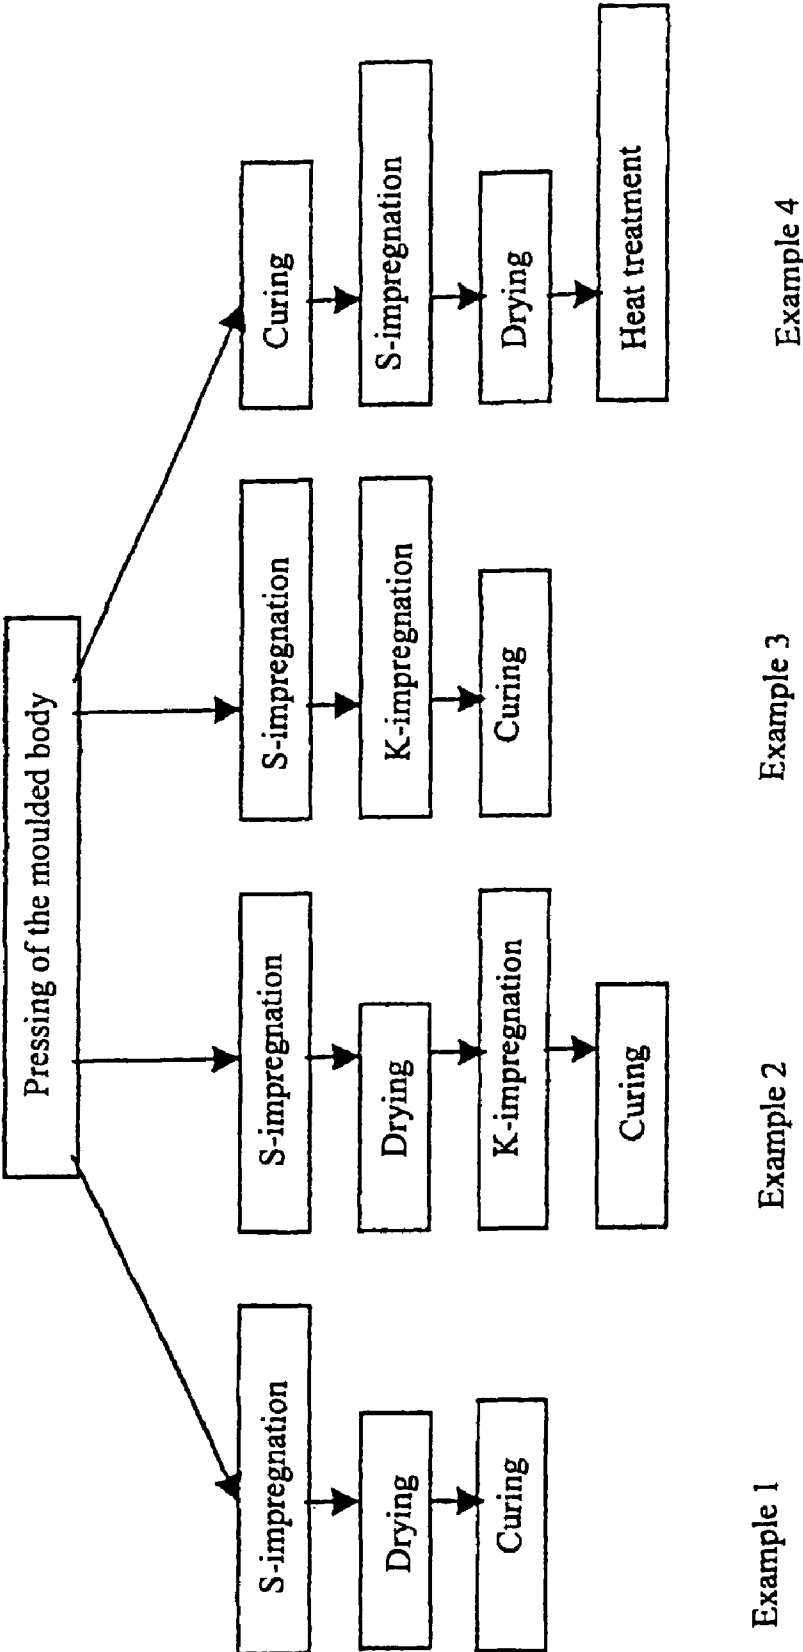 Pressing of the moulded body
S-impregnation
Drying
Curing
Example 1
S-impregnation
Drying
K-impregnation
Curing
Example 2
S-impregnation
K-impregnation
Curing
Example 3
Curing
S-impregnation
Drying
Heat treatment
Example 4